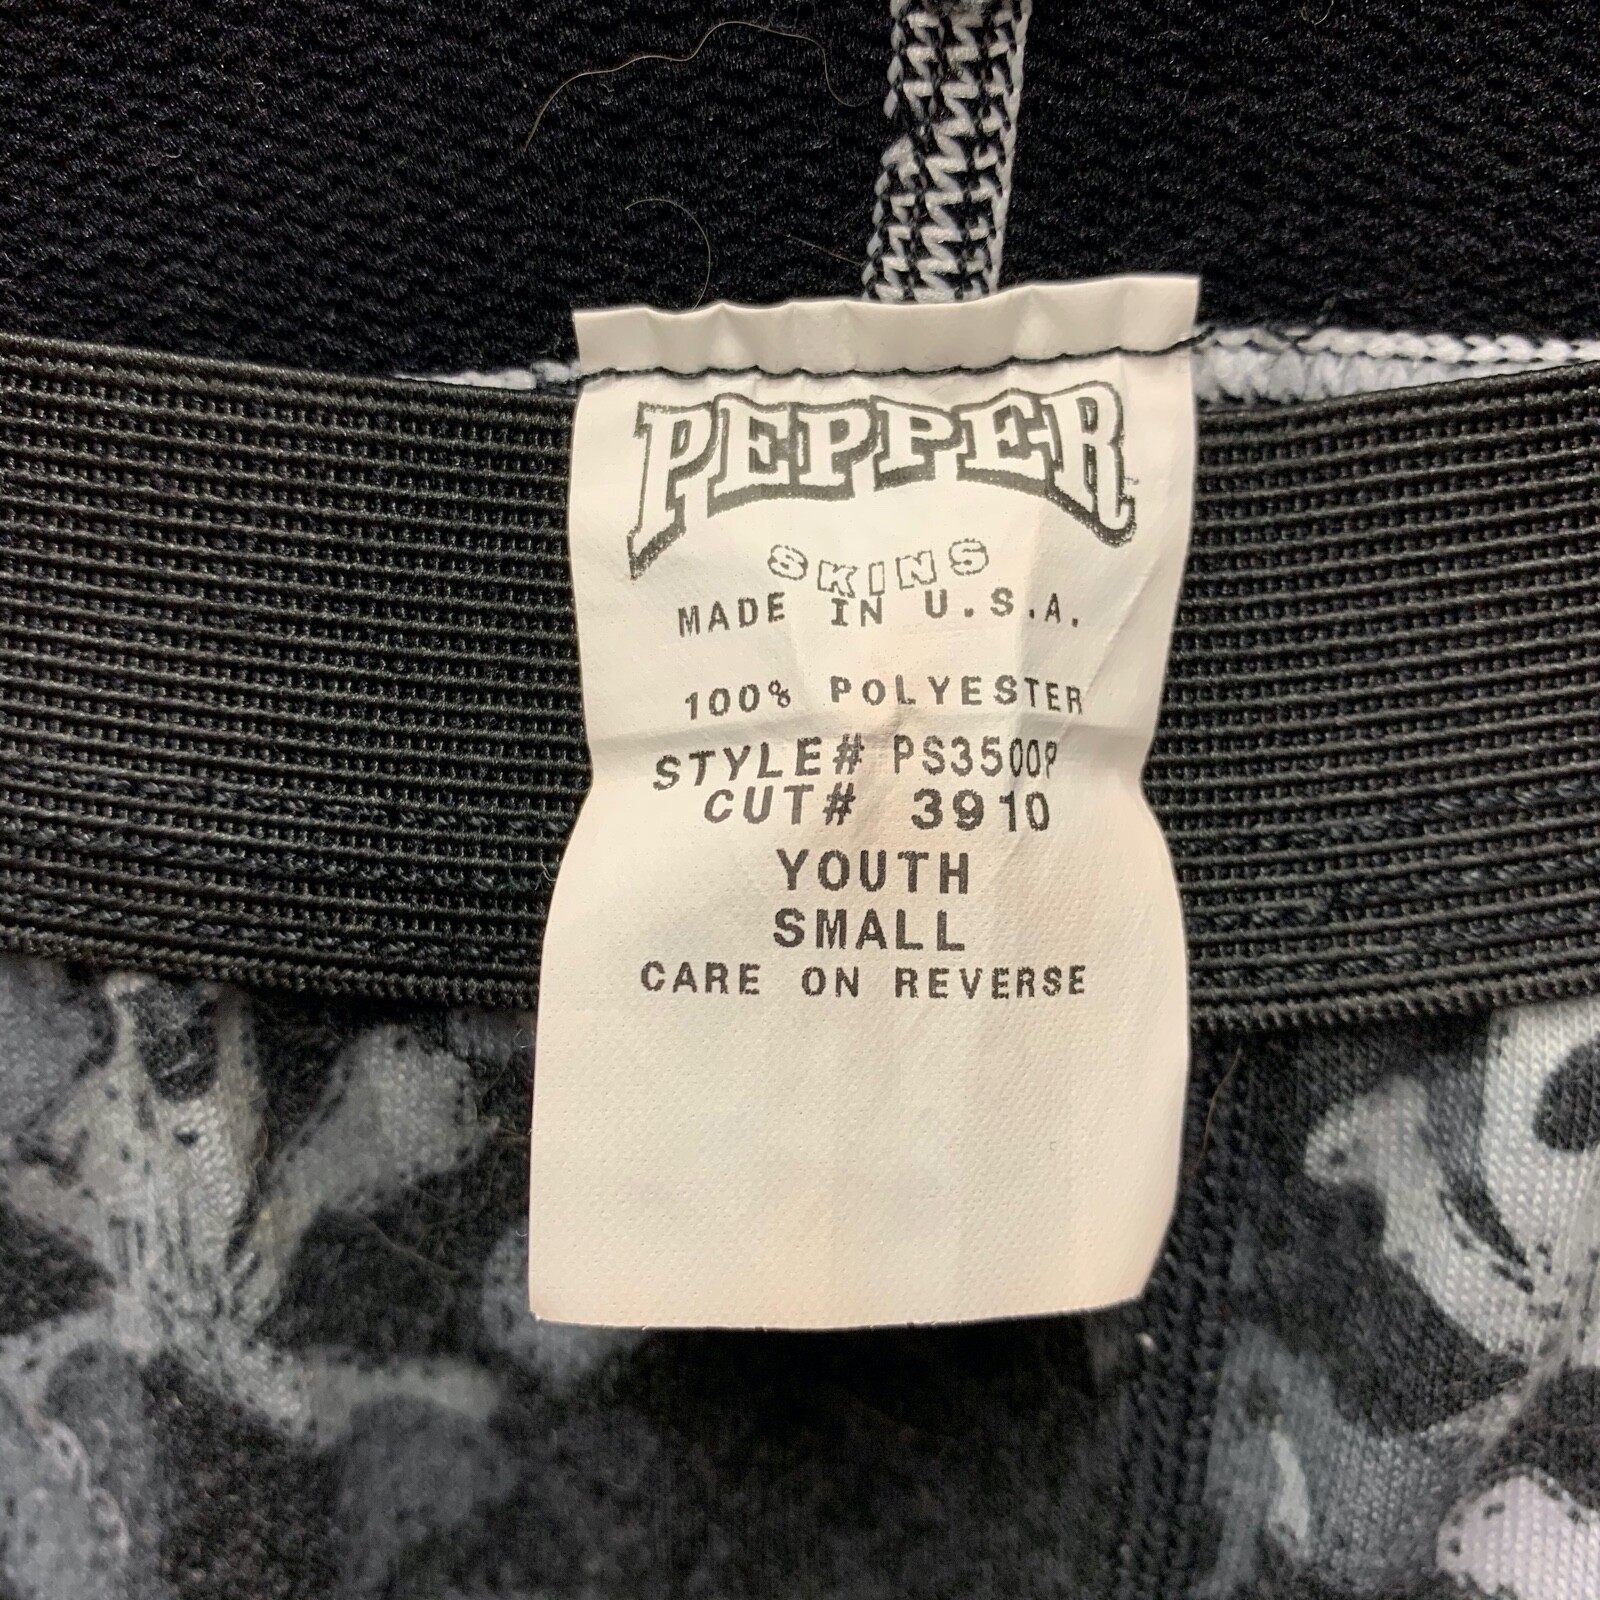 PEPPER
SKINS
MADE IN U.S.A.
100% POLYESTER
STYLE# PS3500P
CUT# 3910
YOUTH
SMALL
CARE ON REVERSE